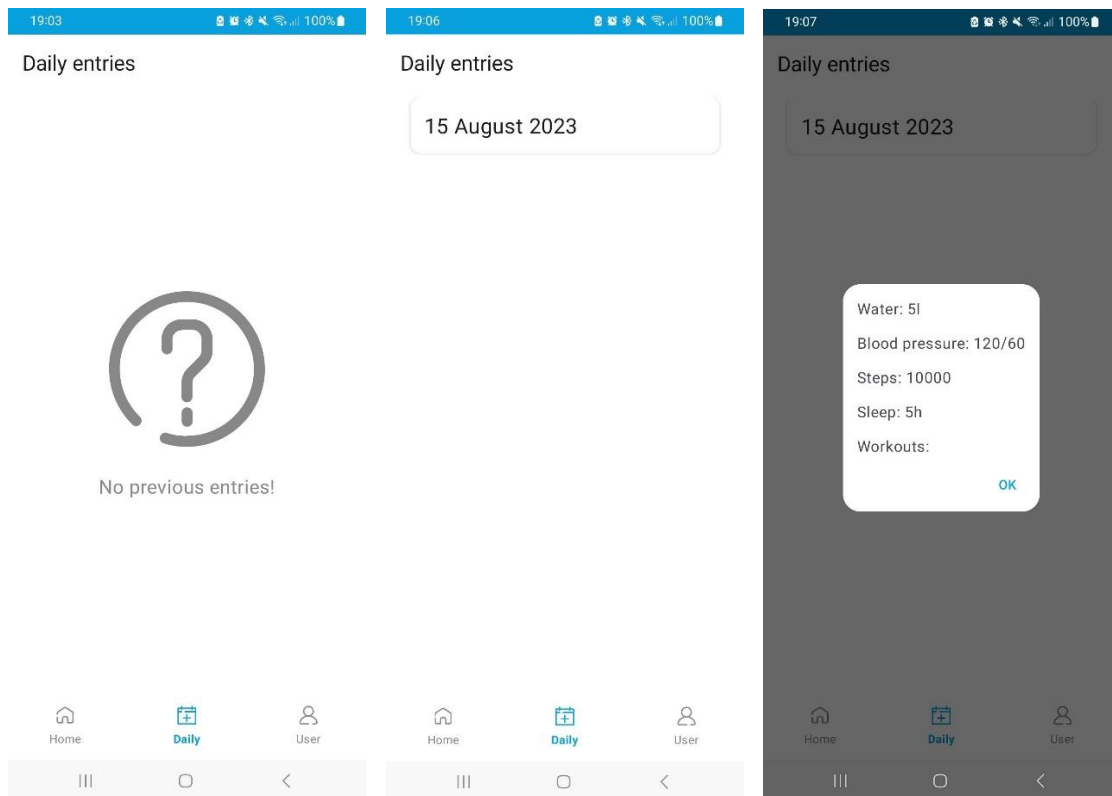 19:03
100%
Daily entries
?
No previous entries!
Home
Daily
User
19:06
100%
Daily entries
15 August 2023
Home
Daily
User
19:07
100%
Daily entries
15 August 2023
Water: 5l
Blood pressure: 120/60
Steps: 10000
Sleep: 5h
Workouts:
OK
Home
Daily
User